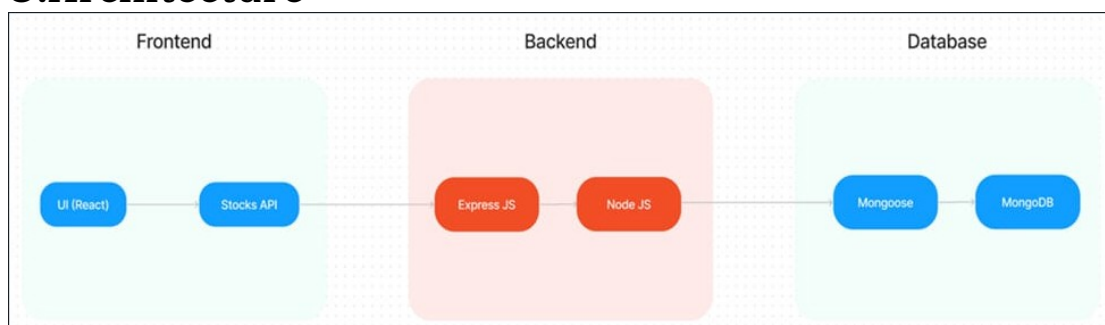 Frontend
Backend
Database
UI (React)
Stocks API
Express JS
Node JS
Mongoose
MongoDB